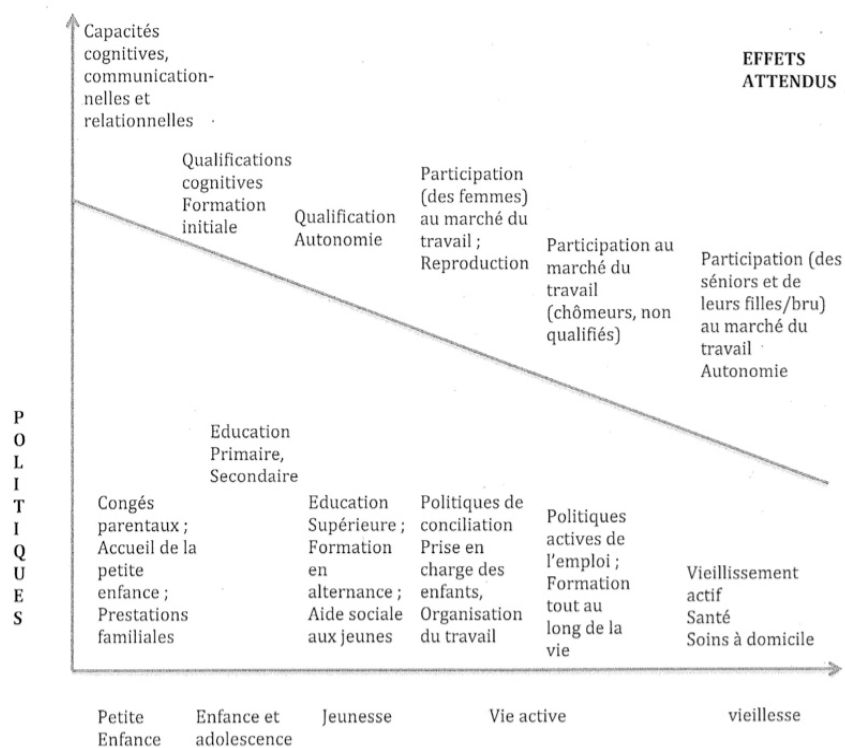 Capacités
cognitives,
communication-
nelles et
relationnelles
EFFETS
ATTENDUS
Qualifications
cognitives
Formation
initiale
Qualification
Autonomie
Participation
(des femmes)
au marché du
travail ;
Reproduction
Participation au
marché du
travail
(chômeurs, non
qualifiés)
Participation (des
séniors et de
leurs filles/bru)
au marché du
travail
Autonomie
POLITIQUES
Congés
parentaux ;
Accueil de la
petite
enfance ;
Prestations
familiales
Education
Primaire,
Secondaire
Education
Supérieure ;
Formation
en
alternance ;
Aide sociale
aux jeunes
Politiques de
conciliation
Prise en
charge des
enfants,
Organisation
du travail
Politiques
actives de
l'emploi ;
Formation
tout au
long de la
vie
Vieillissement
actif
Santé
Soins à domicile
Petite
Enfance
Enfance et
adolescence
Jeunesse
Vie active
vieillesse